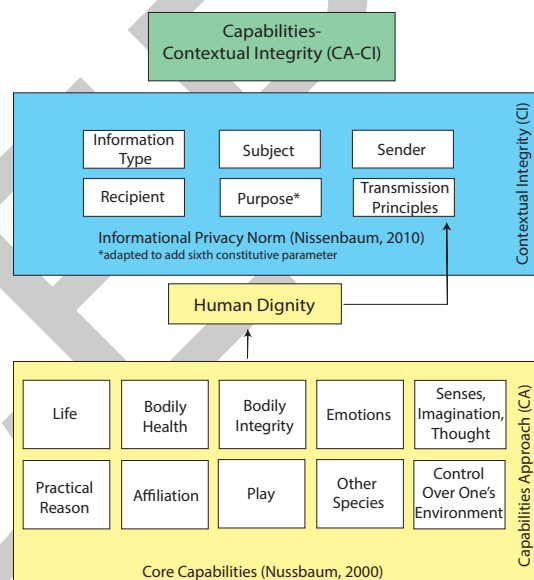 Capabilities-
Contextual Integrity (CA-CI)
Information
Type
Subject
Sender
Recipient
Purpose*
Transmission
Principles
Informational Privacy Norm (Nissenbaum, 2010)
*adapted to add sixth constitutive parameter
Contextual Integrity (CI)
Human Dignity
Life
Bodily
Health
Bodily
Integrity
Emotions
Senses,
Imagination,
Thought
Practical
Reason
Affiliation
Play
Other
Species
Control
Over One's
Environment
Core Capabilities (Nussbaum, 2000)
Capabilities Approach (CA)